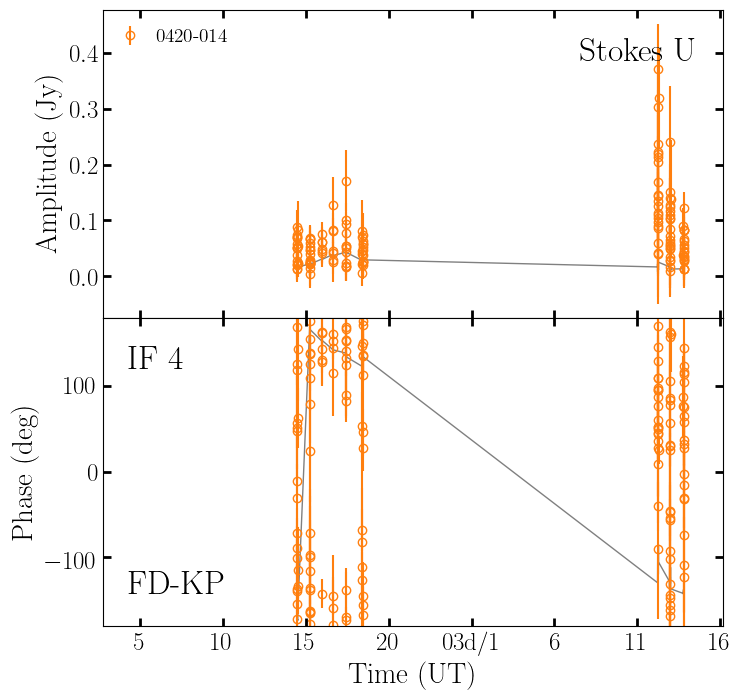 0420-014
Stokes U
0.4
0.3
0.2
0.1
0.0
Amplitude (Jy)
IF 4
100
0
−100
Phase (deg)
FD-KP
5 10 15 20 03d/1 6 11 16
Time (UT)